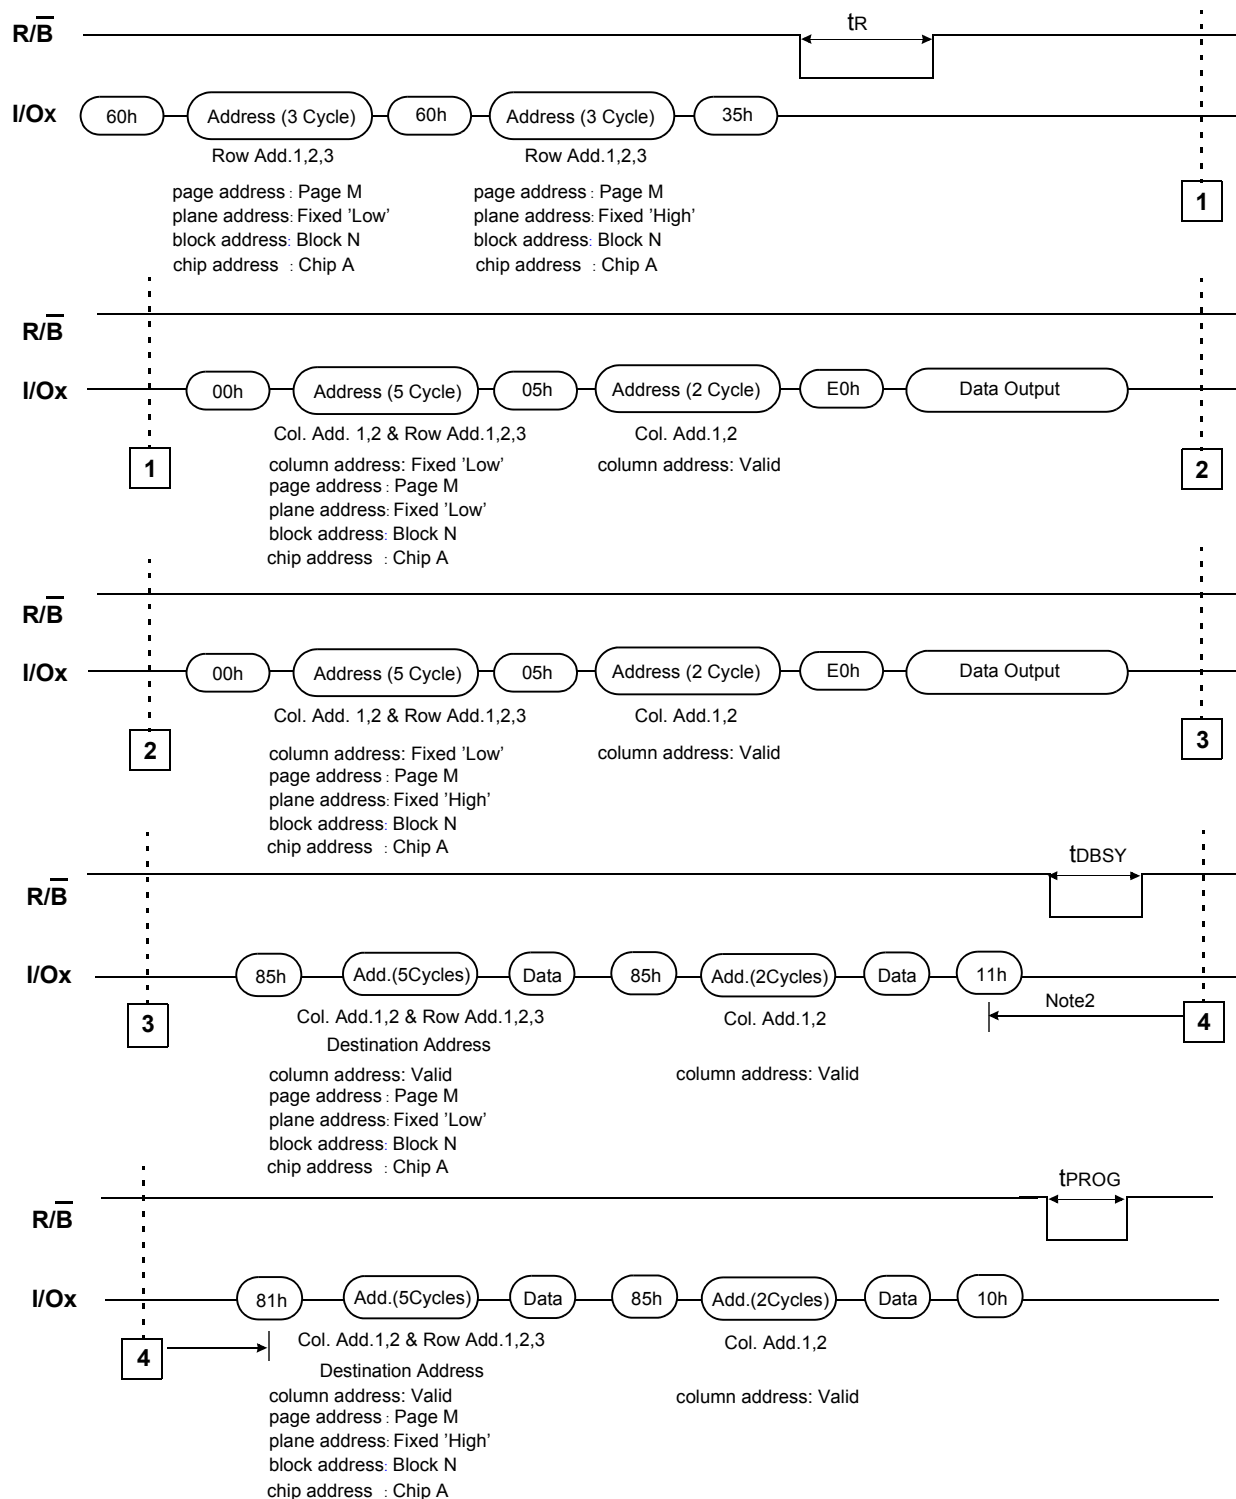 R/B tR
I/Ox 60h Address (3 Cycle) 60h Address (3 Cycle) 35h
Row Add.1,2,3 Row Add.1,2,3
page address : Page M page address : Page M
plane address: Fixed ’Low’ plane address: Fixed ’High’
block address: Block N block address: Block N
chip address : Chip A chip address : Chip A
1
R/B
I/Ox 00h Address (5 Cycle) 05h Address (2 Cycle) E0h Data Output
Col. Add. 1,2 & Row Add.1,2,3 Col. Add.1,2
1 column address: Fixed ’Low’ column address: Valid 2
page address : Page M
plane address: Fixed ’Low’
block address: Block N
chip address : Chip A
R/B
I/Ox 00h Address (5 Cycle) 05h Address (2 Cycle) E0h Data Output
Col. Add. 1,2 & Row Add.1,2,3 Col. Add.1,2
2 column address: Fixed ’Low’ column address: Valid 3
page address : Page M
plane address: Fixed ’High’
block address: Block N
chip address : Chip A
R/B tDBSY
I/Ox 85h Add.(5Cycles) Data 85h Add.(2Cycles) Data 11h
Note2
3 Col. Add.1,2 & Row Add.1,2,3 Col. Add.1,2 4
Destination Address
column address: Valid column address: Valid
page address : Page M
plane address: Fixed ’Low’
block address: Block N
chip address : Chip A
R/B tPROG
I/Ox 81h Add.(5Cycles) Data 85h Add.(2Cycles) Data 10h
4 Col. Add.1,2 & Row Add.1,2,3 Col. Add.1,2
Destination Address
column address: Valid column address: Valid
page address : Page M
plane address: Fixed ’High’
block address: Block N
chip address : Chip A